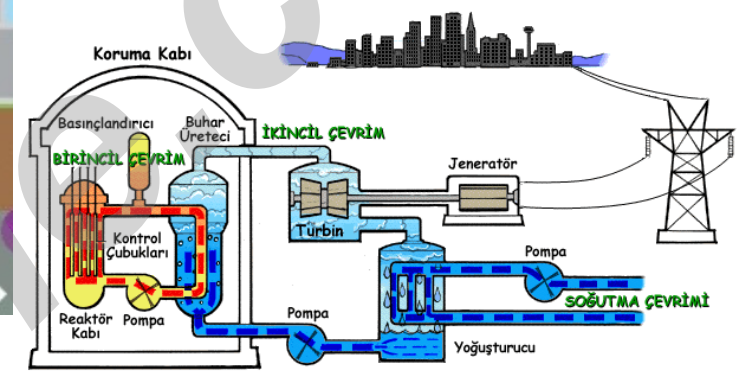 Koruma Kabı
Basınçlandırıcı
Buhar
Üreteci
İKİNCİL ÇEVRİM
BİRİNCİL ÇEVRİM
Jeneratör
Türbin
Kontrol
Çubukları
Pompa
SOĞUTMA ÇEVRİMİ
Reaktör
Kabı
Pompa
Pompa
Yoğuşturucu